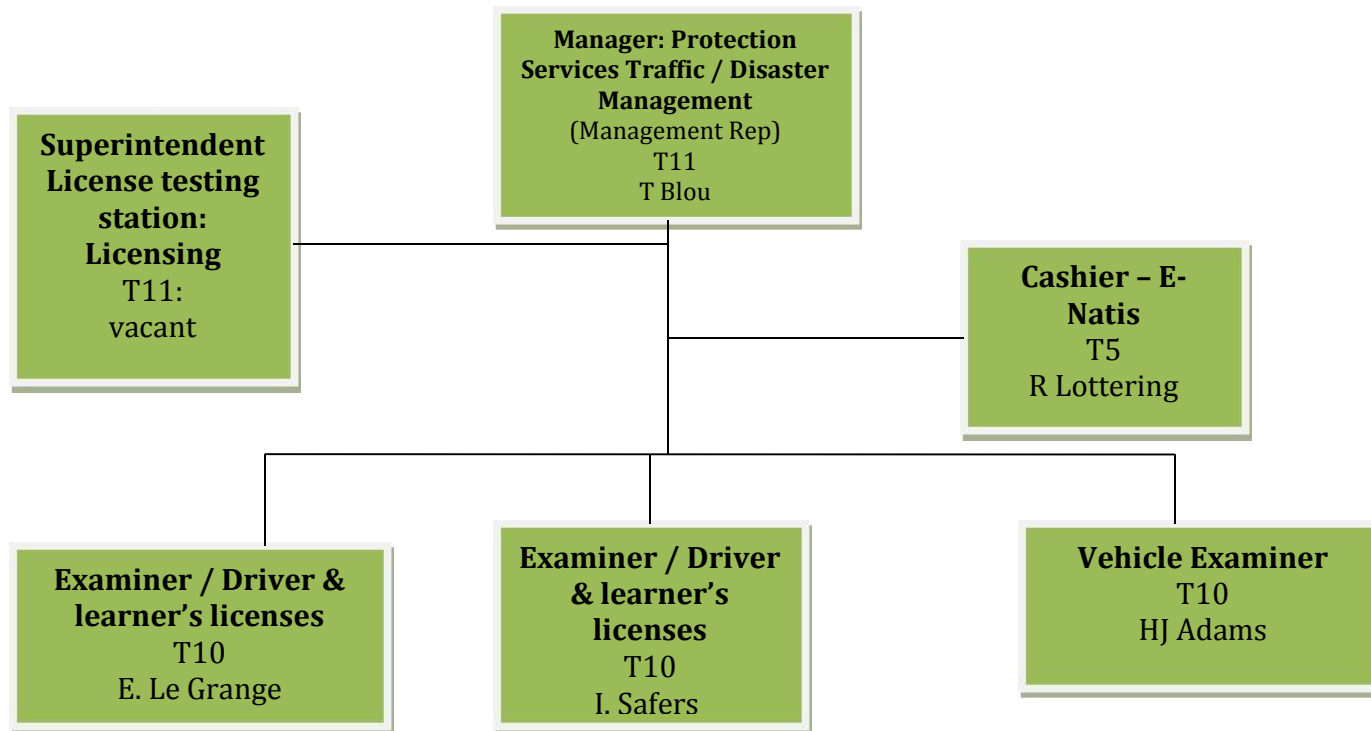 Manager: Protection
Services Traffic / Disaster
Management
(Management Rep)
T11
T Blou
Superintendent
License testing
station:
Licensing
T11:
vacant
Cashier – E-
Natis
T5
R Lottering
Examiner / Driver &
learner’s licenses
T10
E. Le Grange
Examiner / Driver
& learner’s
licenses
T10
I. Safers
Vehicle Examiner
T10
HJ Adams